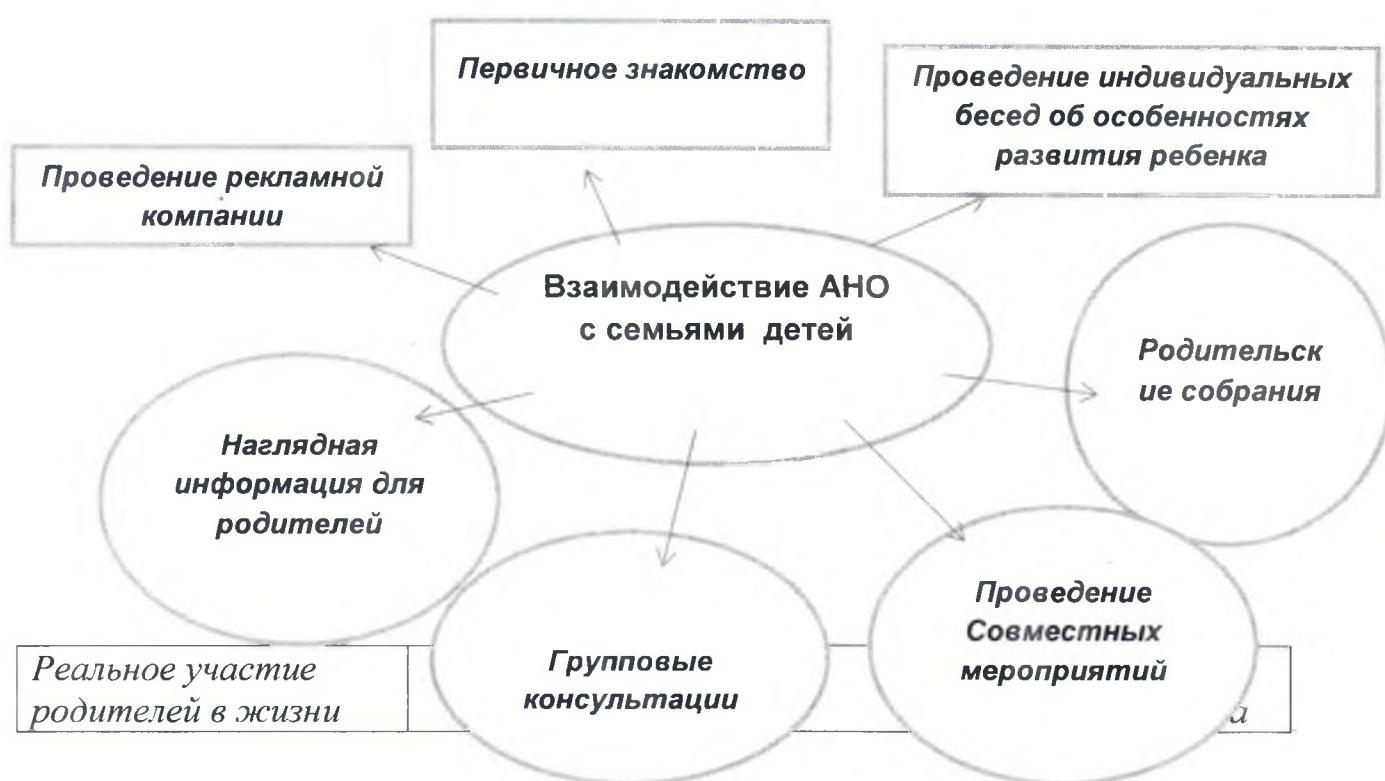 Первичное знакомство
Проведение индивидуальных
бесед об особенностях
развития ребенка
Проведение рекламной
компании
Взаимодействие АНО
с семьями детей
Родительск
ие собрания
Наглядная
информация для
родителей
Проведение
Совместных
мероприятий
Групповые
консультации
Реальное участие
родителей в жизни